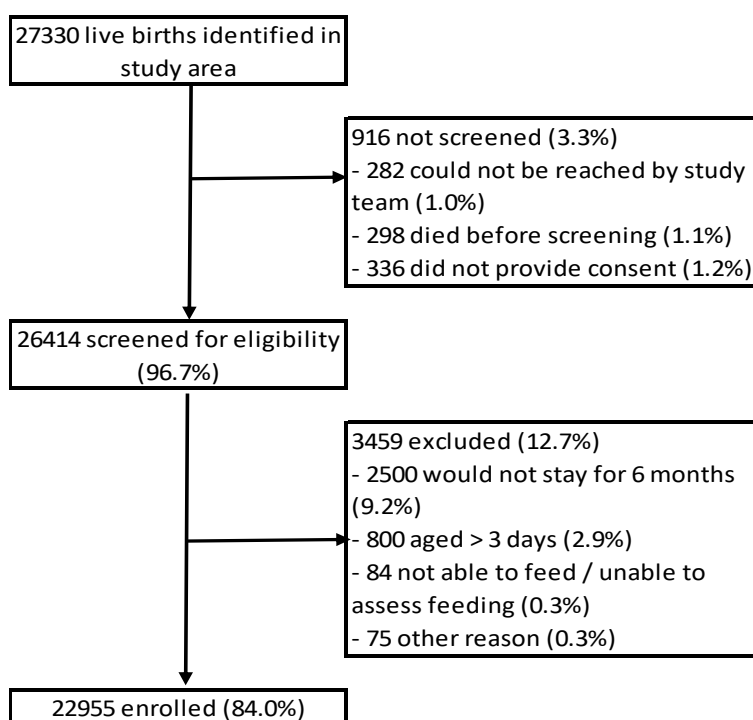 27330 live births identified in
study area
916 not screened (3.3%)
- 282 could not be reached by study
team (1.0%)
- 298 died before screening (1.1%)
- 336 did not provide consent (1.2%)
26414 screened for eligibility
(96.7%)
3459 excluded (12.7%)
- 2500 would not stay for 6 months
(9.2%)
- 800 aged > 3 days (2.9%)
- 84 not able to feed / unable to
assess feeding (0.3%)
- 75 other reason (0.3%)
22955 enrolled (84.0%)